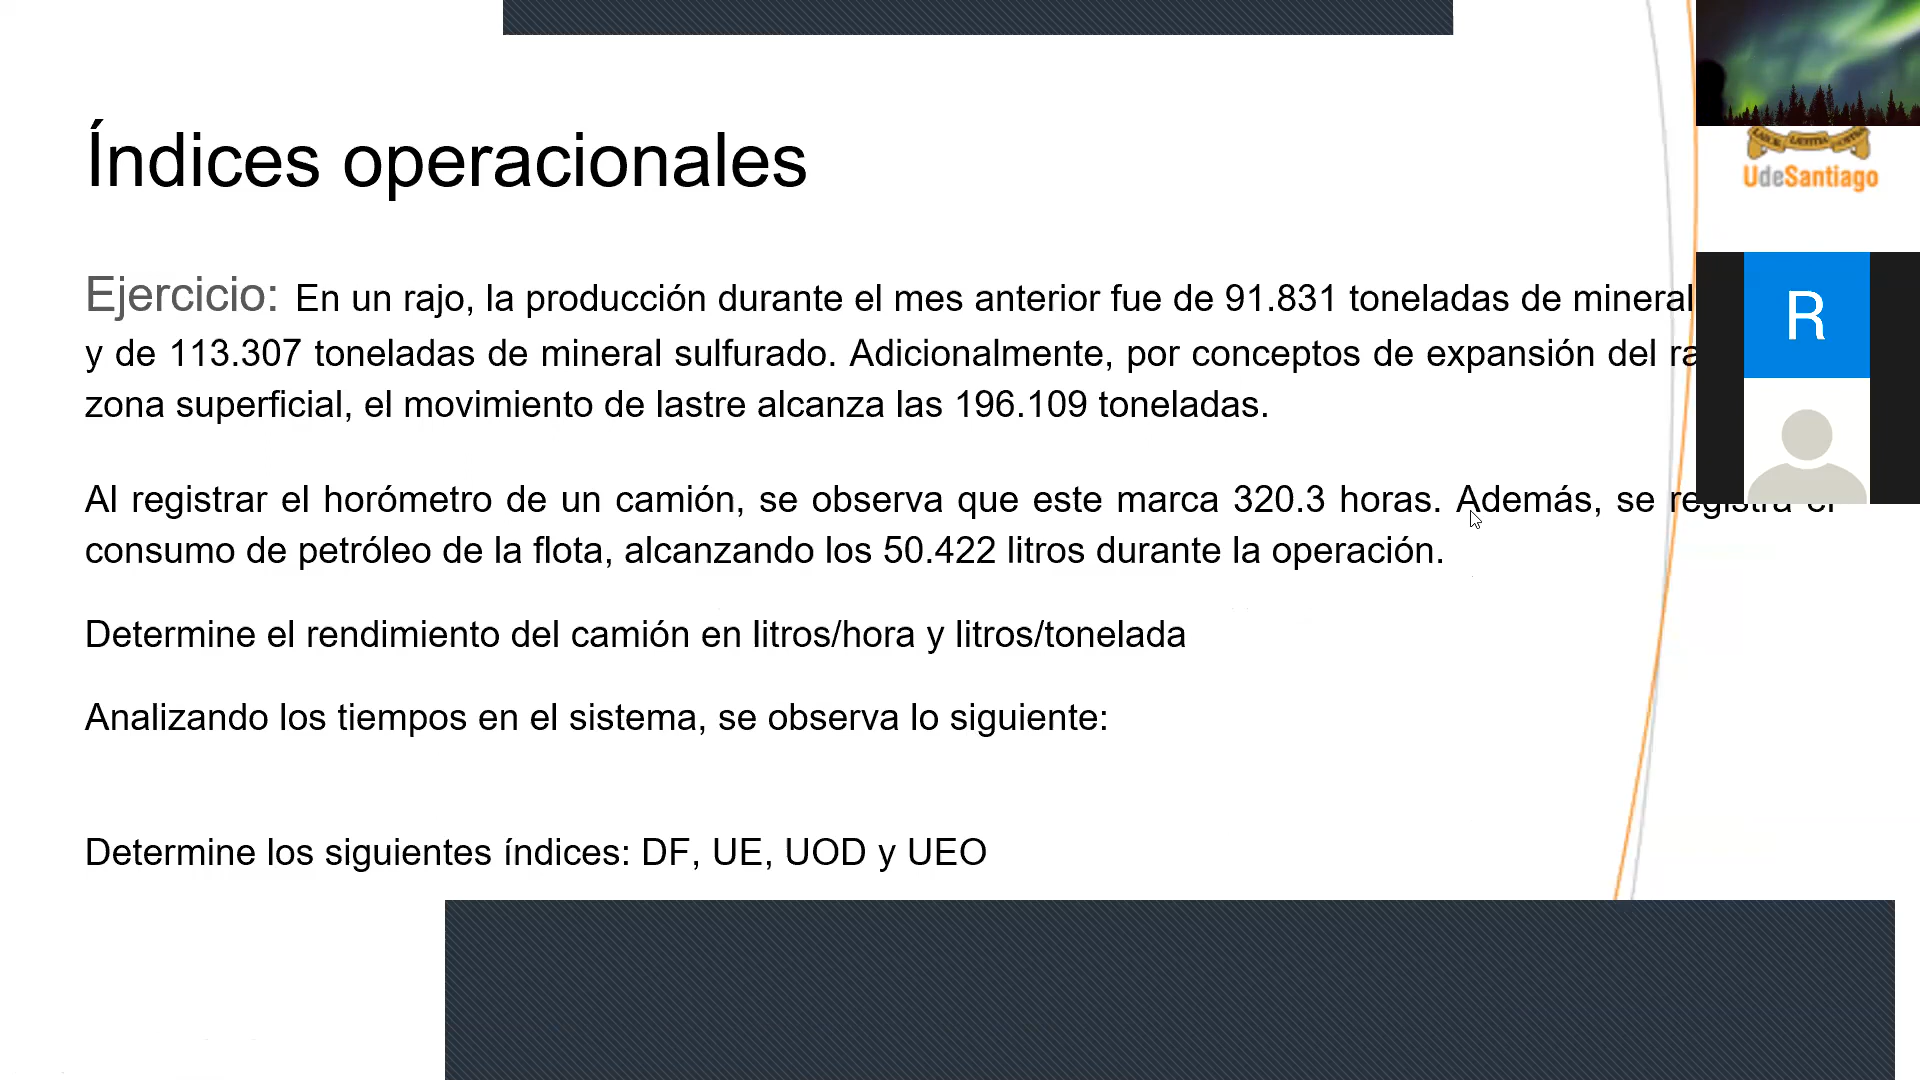 Índices operacionales
UdeSantiago
Ejercicio: En un rajo, la producción durante el mes anterior fue de 91.831 toneladas de mineral
y de 113.307 toneladas de mineral sulfurado. Adicionalmente, por conceptos de expansión del
zona superficial, el movimiento de lastre alcanza las 196.109 toneladas.
R
Al registrar el horómetro de un camión, se observa que este marca 320.3 horas. Además, se registra el
consumo de petróleo de la flota, alcanzando los 50.422 litros durante la operación.
Determine el rendimiento del camión en litros/hora y litros/tonelada
Analizando los tiempos en el sistema, se observa lo siguiente:
Determine los siguientes índices: DF, UE, UOD y UEO